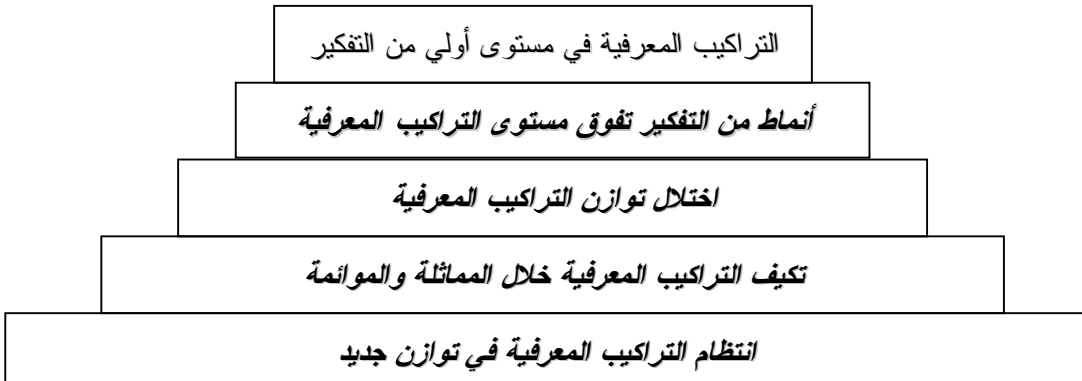 التراكيب المعرفية في مستوى أولي من التفكير
أنماط من التفكير تفوق مستوى التراكيب المعرفية
اختلال توازن التراكيب المعرفية
تكيف التراكيب المعرفية خلال المماثلة والموائمة
انتظام التراكيب المعرفية في توازن جديد